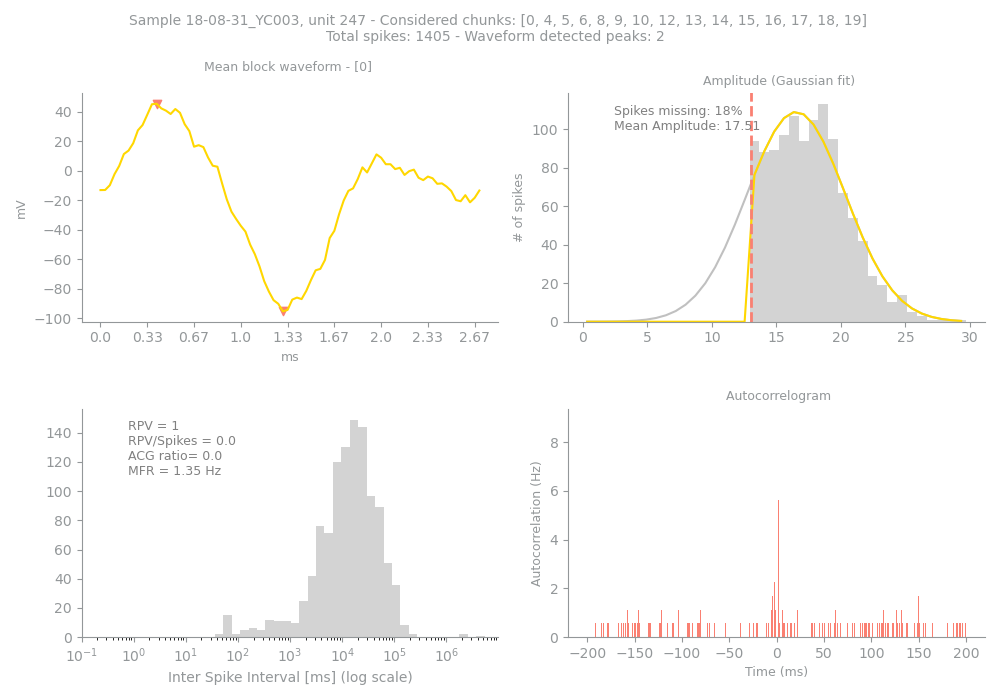 Sample 18-08-31_YC003, unit 247 - Considered chunks: [0, 4, 5, 6, 8, 9, 10, 12, 13, 14, 15, 16, 17, 18, 19]
Total spikes: 1405 - Waveform detected peaks: 2
Mean block waveform - [0]
40
20
0
−20
−40
−60
−80
−100
mV
0.0 0.33 0.67 1.0 1.33 1.67 2.0 2.33 2.67
ms
Amplitude (Gaussian fit)
Spikes missing: 18%
Mean Amplitude: 17.51
100
80
60
40
20
0
# of spikes
0 5 10 15 20 25 30
RPV = 1
RPV/Spikes = 0.0
ACG ratio= 0.0
MFR = 1.35 Hz
140
120
100
80
60
40
20
0
10⁻¹ 10⁰ 10¹ 10² 10³ 10⁴ 10⁵ 10⁶
Inter Spike Interval [ms] (log scale)
Autocorrelogram
8
6
4
2
0
Autocorrelation (Hz)
−200 −150 −100 −50 0 50 100 150 200
Time (ms)